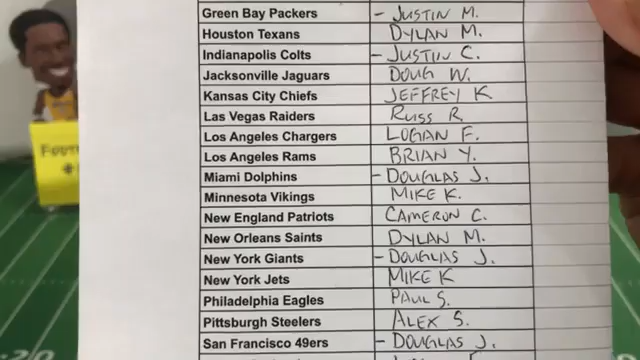 Green Bay Packers - JUSTIN M.
Houston Texans DYLAN M.
Indianapolis Colts - JUSTIN C.
Jacksonville Jaguars DOUG W.
Kansas City Chiefs JEFFREY K
Las Vegas Raiders RUSS R
Los Angeles Chargers LOGAN F.
Los Angeles Rams BRIAN Y.
Miami Dolphins - DOUGLAS J.
Minnesota Vikings MIKE K.
New England Patriots CAMERON C.
New Orleans Saints DYLAN M.
New York Giants - DOUGLAS J.
New York Jets MIKE K
Philadelphia Eagles PAUL S.
Pittsburgh Steelers ALEX S.
San Francisco 49ers - DOUGLAS J.